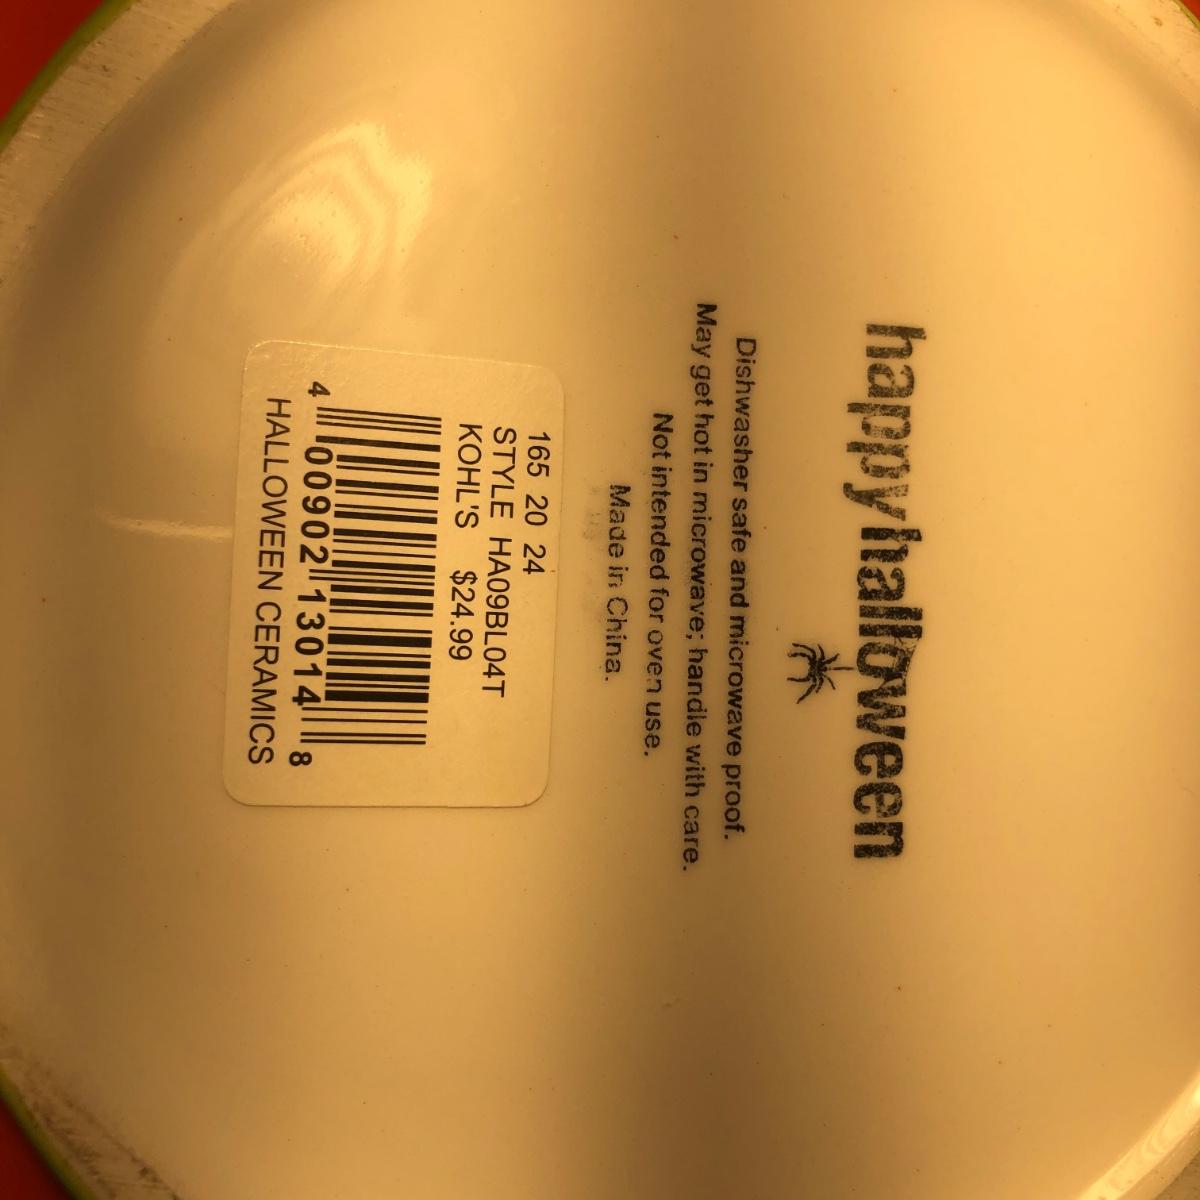 happy halloween
Dishwasher safe and microwave proof.
May get hot in microwave; handle with care.
Not intended for oven use.
Made in China.
165 20 24
STYLE HA09BL04T
KOHL'S $24.99
4 00902 13014 8
HALLOWEEN CERAMICS